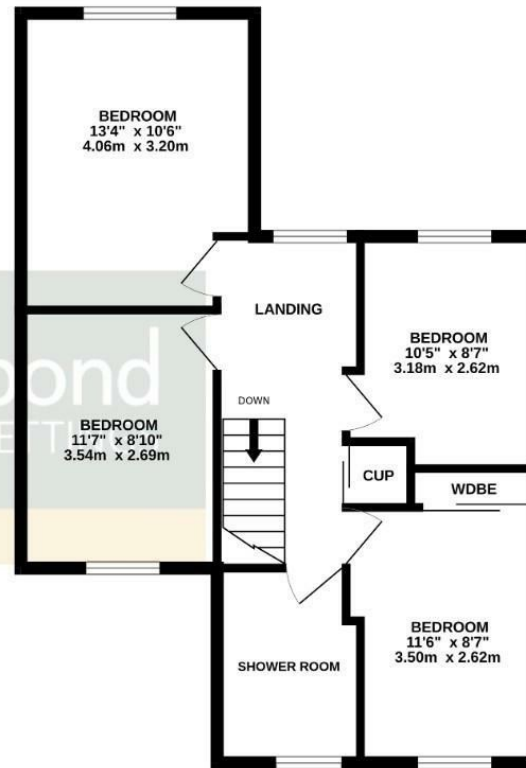 BEDROOM
13'4" x 10'6"
4.06m x 3.20m
LANDING
BEDROOM
10'5" x 8'7"
3.18m x 2.62m
DOWN
BEDROOM
11'7" x 8'10"
3.54m x 2.69m
CUP
WDBE
BEDROOM
11'6" x 8'7"
3.50m x 2.62m
SHOWER ROOM